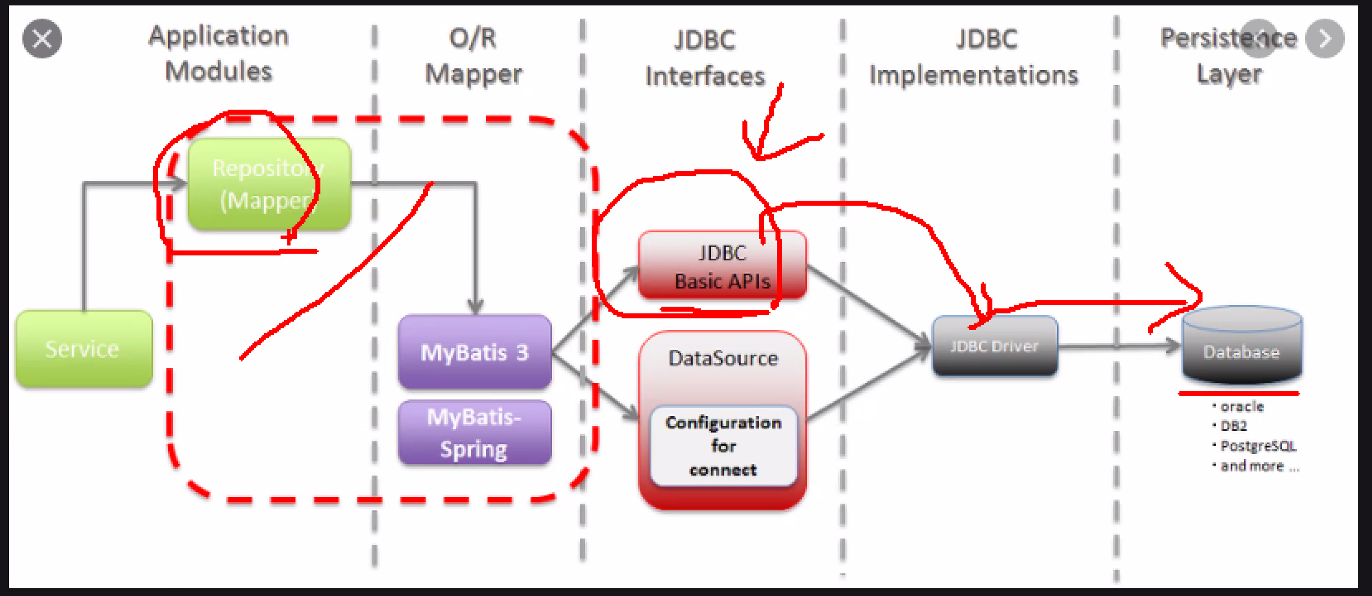 Application
Modules
O/R
Mapper
JDBC
Interfaces
JDBC
Implementations
Persistence
Layer
Repository
(Mapper)
Service
MyBatis 3
MyBatis-
Spring
JDBC
Basic APIs
DataSource
Configuration
for
connect
JDBC Driver
Database
• oracle
• DB2
• PostgreSQL
• and more ...